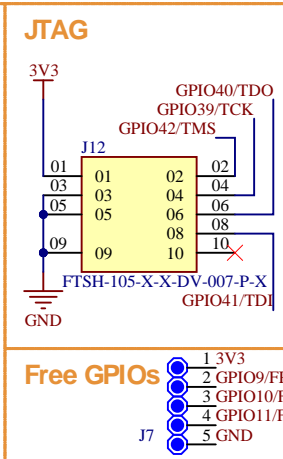 JTAG
3V3
GPIO40/TDO
GPIO39/TCK
GPIO42/TMS
J12
01 01 02 02
03 03 04 04
05 05 06 06
08 08
09 09 10 10
FTSH-105-X-X-DV-007-P-X
GPIO41/TDI
GND
Free GPIOs
1 3V3
2 GPIO9/F
3 GPIO10/F
4 GPIO11/F
J7 5 GND